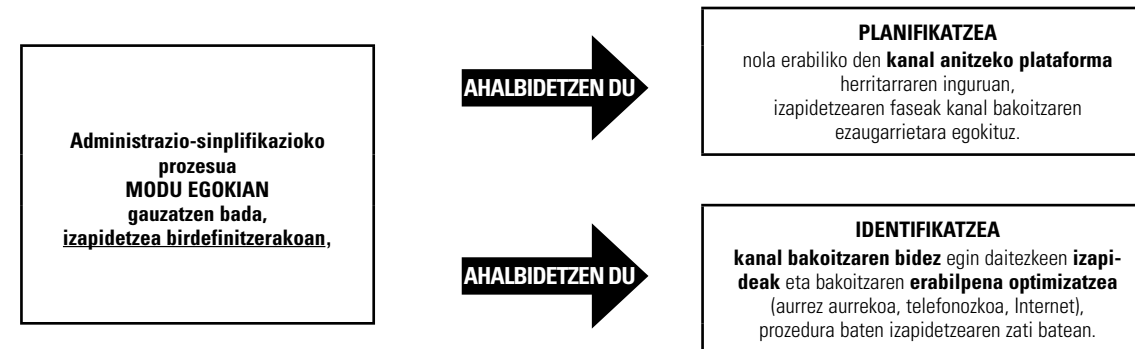 Administrazio-sinplifikazioko
prozesua
MODU EGOKIAN
gauzatzen bada,
izapidetzea birdefinitzerakoan,
AHALBIDETZEN DU
PLANIFIKATZEA
nola erabiliko den kanal anitzeko plataforma
herritarraren inguruan,
izapidetzearen faseak kanal bakoitzaren
ezaugarrietara egokituz.
AHALBIDETZEN DU
IDENTIFIKATZEA
kanal bakoitzaren bidez egin daitezkeen izapi-
deak eta bakoitzaren erabilpena optimizatzea
(aurrez aurrekoa, telefonozkoa, Internet),
prozedura baten izapidetzearen zati batean.